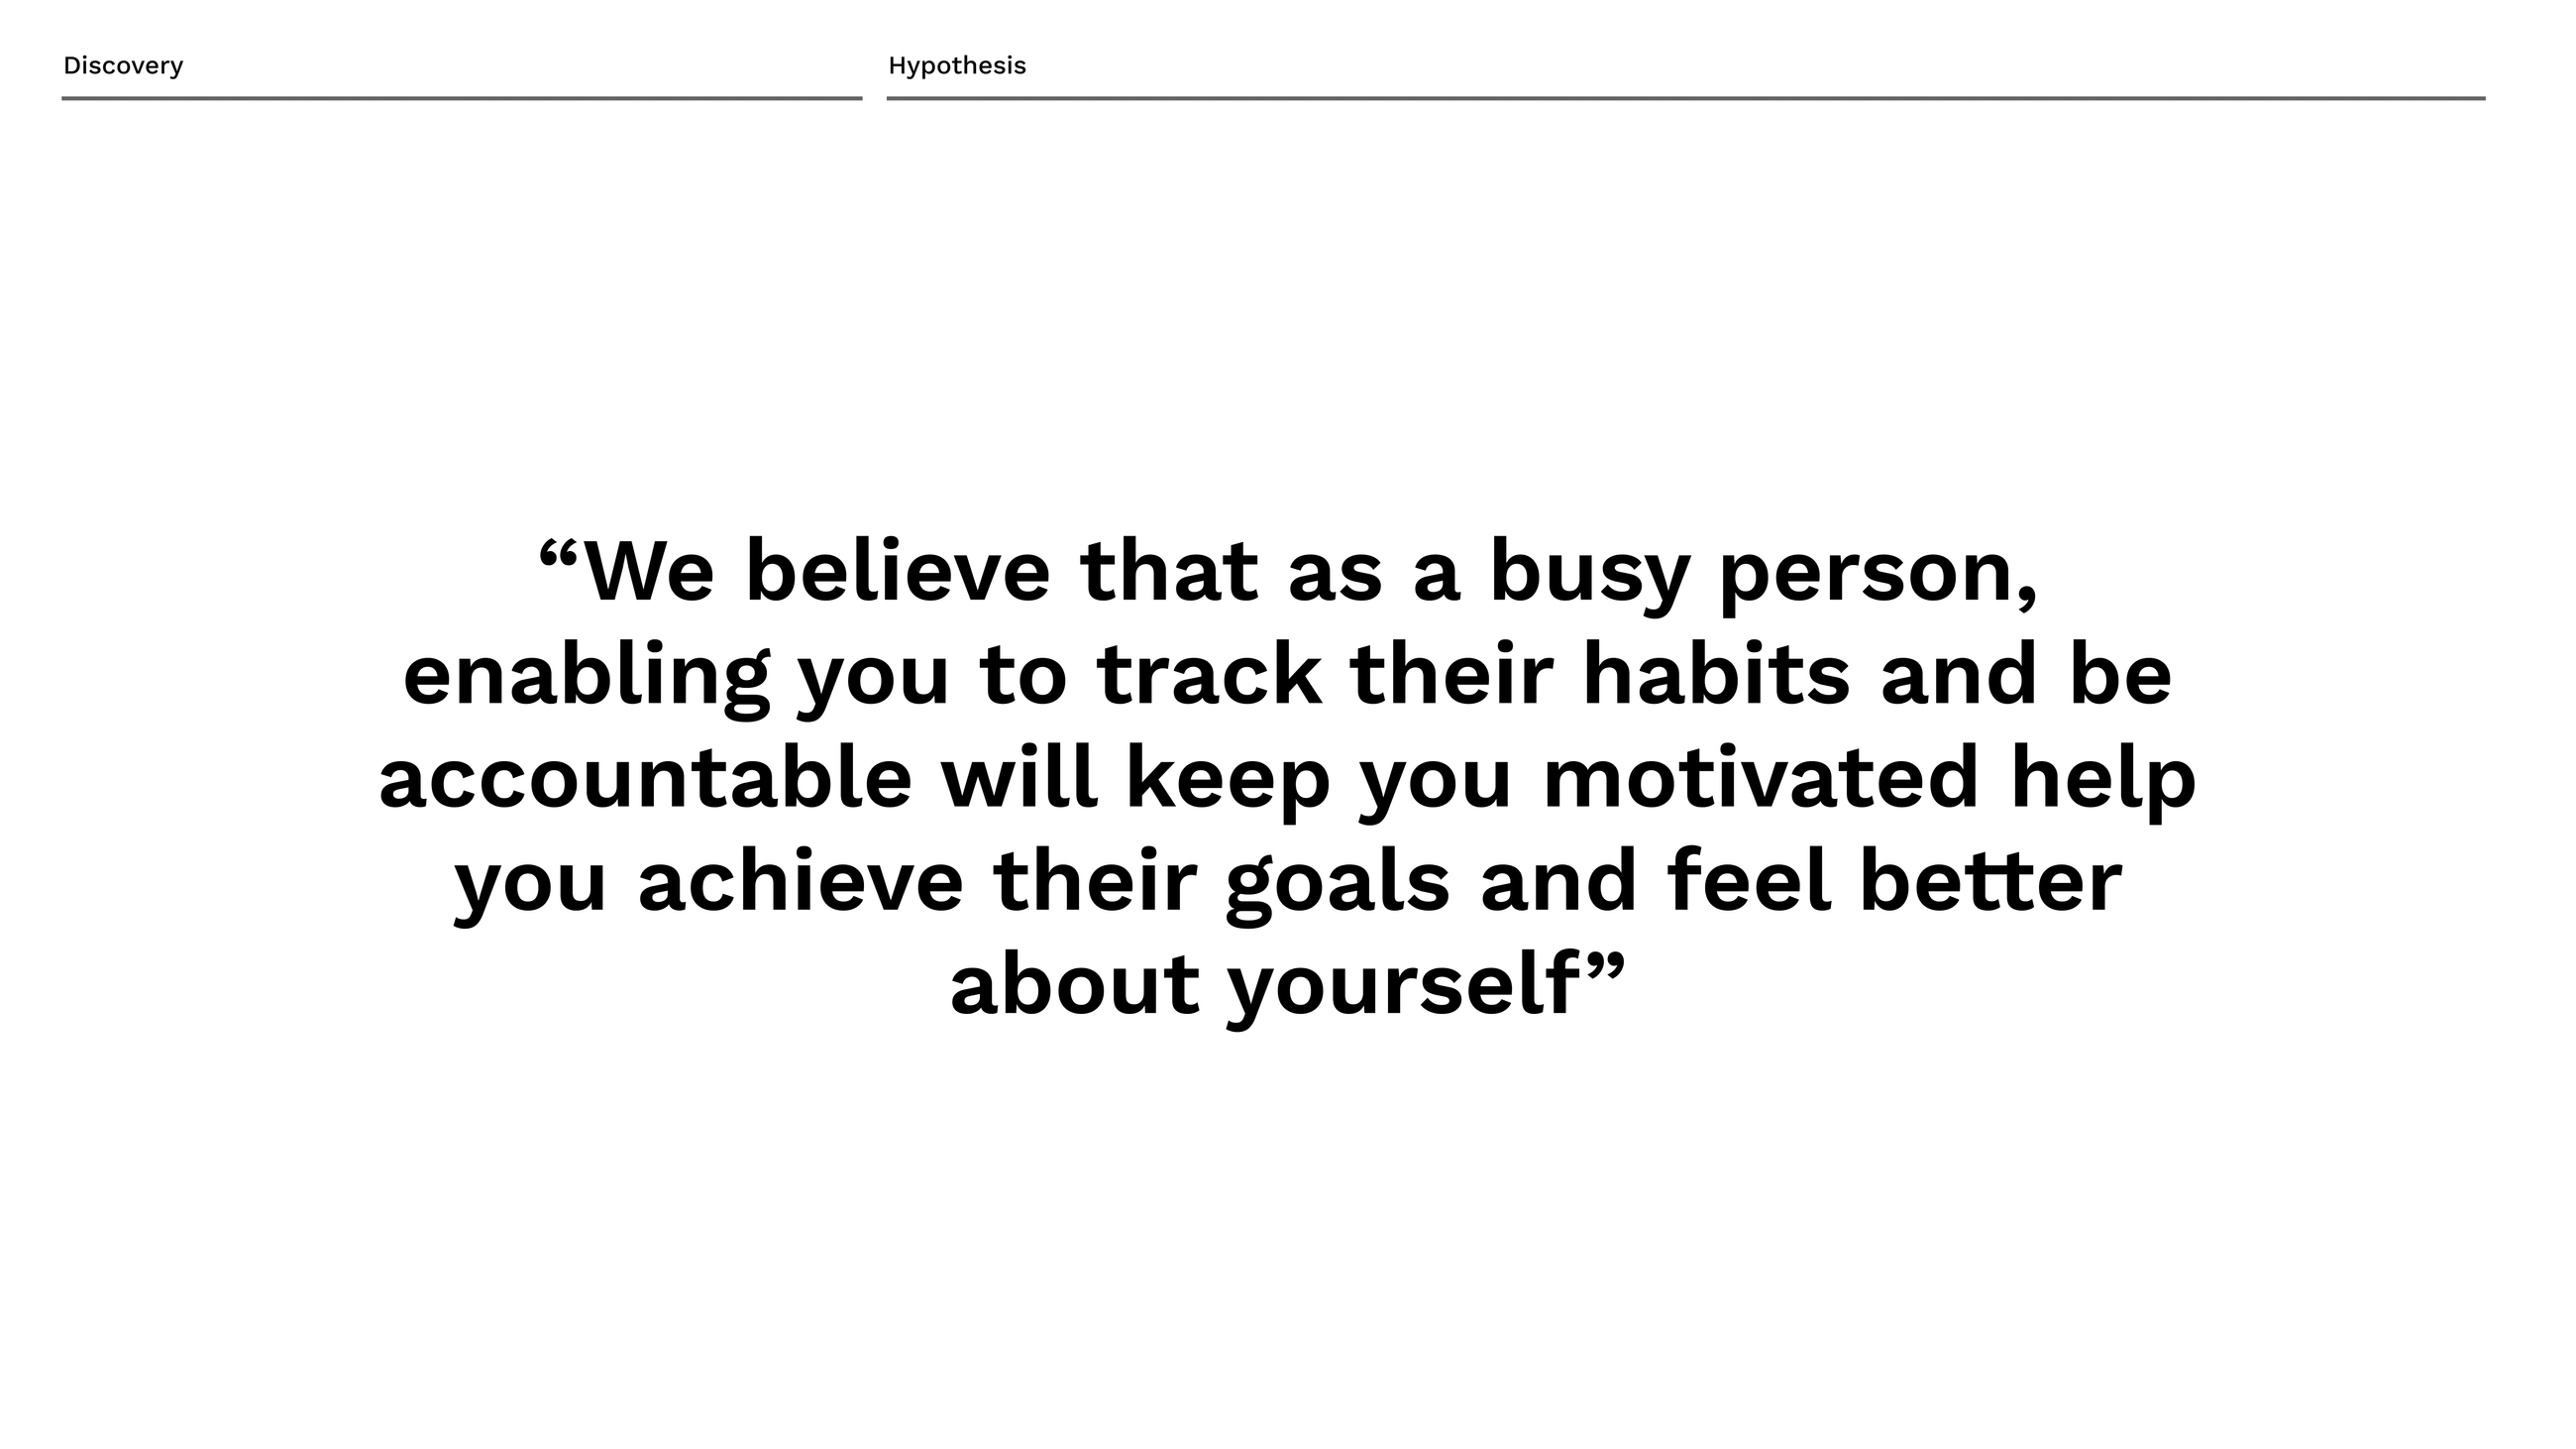 Discovery
Hypothesis
“We believe that as a busy person,
enabling you to track their habits and be
accountable will keep you motivated help
you achieve their goals and feel better
about yourself”